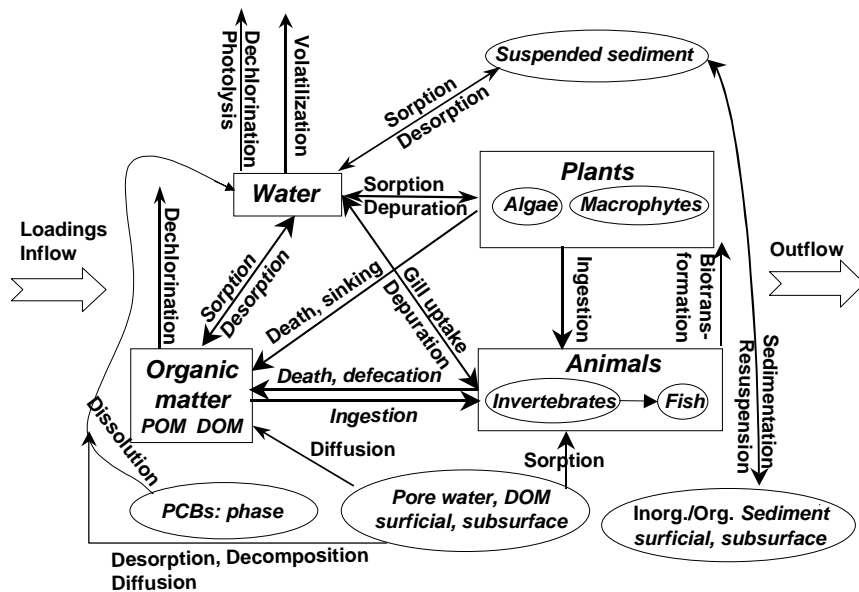 Dechlorination
Photolysis
Volatilization
Suspended sediment
Sorption
Desorption
Water
Sorption
Depuration
Plants
Algae
Macrophytes
Loadings
Inflow
Dechlorination
Sorption
Desorption
Death, sinking
Gill uptake
Depuration
Ingestion
Biotrans-
formation
Outflow
Organic
matter
POM DOM
Death, defecation
Ingestion
Animals
Invertebrates
Fish
Sedimentation
Resuspension
Dissolution
Diffusion
Sorption
PCBs: phase
Pore water, DOM
surficial, subsurface
Inorg./Org. Sediment
surficial, subsurface
Desorption, Decomposition
Diffusion